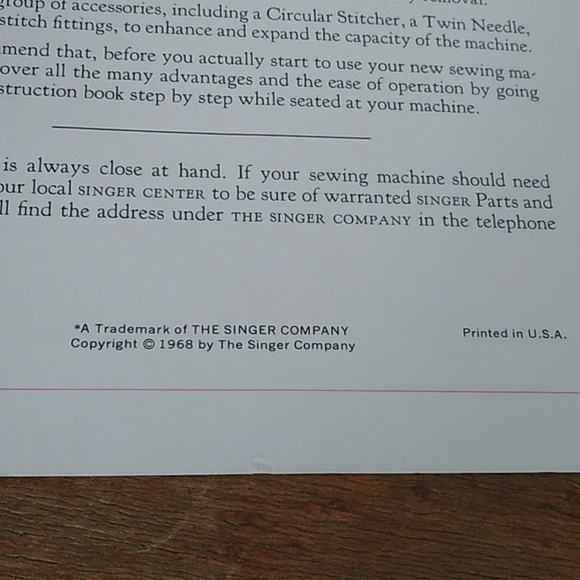 group of accessories, including a Circular Stitcher, a Twin Needle,
stitch fittings, to enhance and expand the capacity of the machine.
mend that, before you actually start to use your new sewing ma-
over all the many advantages and the ease of operation by going
struction book step by step while seated at your machine.
is always close at hand. If your sewing machine should need
our local SINGER CENTER to be sure of warranted SINGER Parts and
ll find the address under THE SINGER COMPANY in the telephone
*A Trademark of THE SINGER COMPANY
Copyright © 1968 by The Singer Company
Printed in U.S.A.